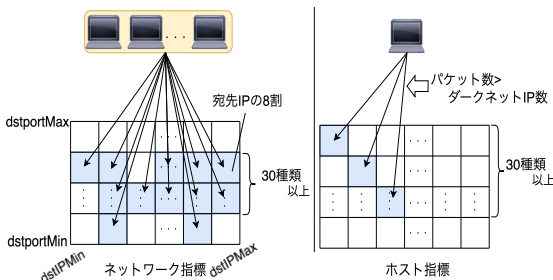 パケット数>
ダークネットIP数
宛先IPの8割
dstportMax
30種類
以上
30種類
以上
dstportMin
dstIPMin
dstIPMax
ネットワーク指標
ホスト指標